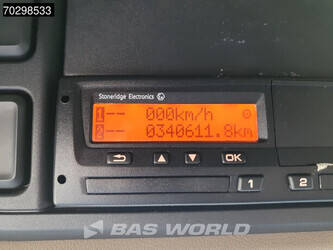 70298533
Stoneridge Electronics
1 -- 000km/h
2 -- 0340611.8km
OK
1 2
BAS WORLD